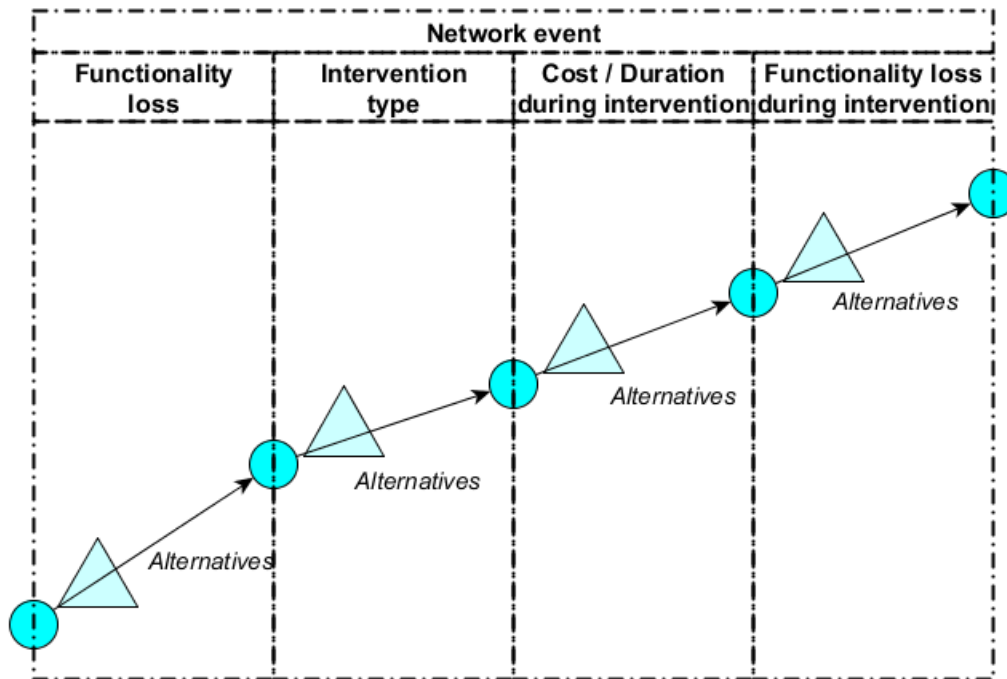 Network event
Functionality
loss
Intervention
type
Cost / Duration
during intervention
Functionality loss
during intervention
Alternatives
Alternatives
Alternatives
Alternatives